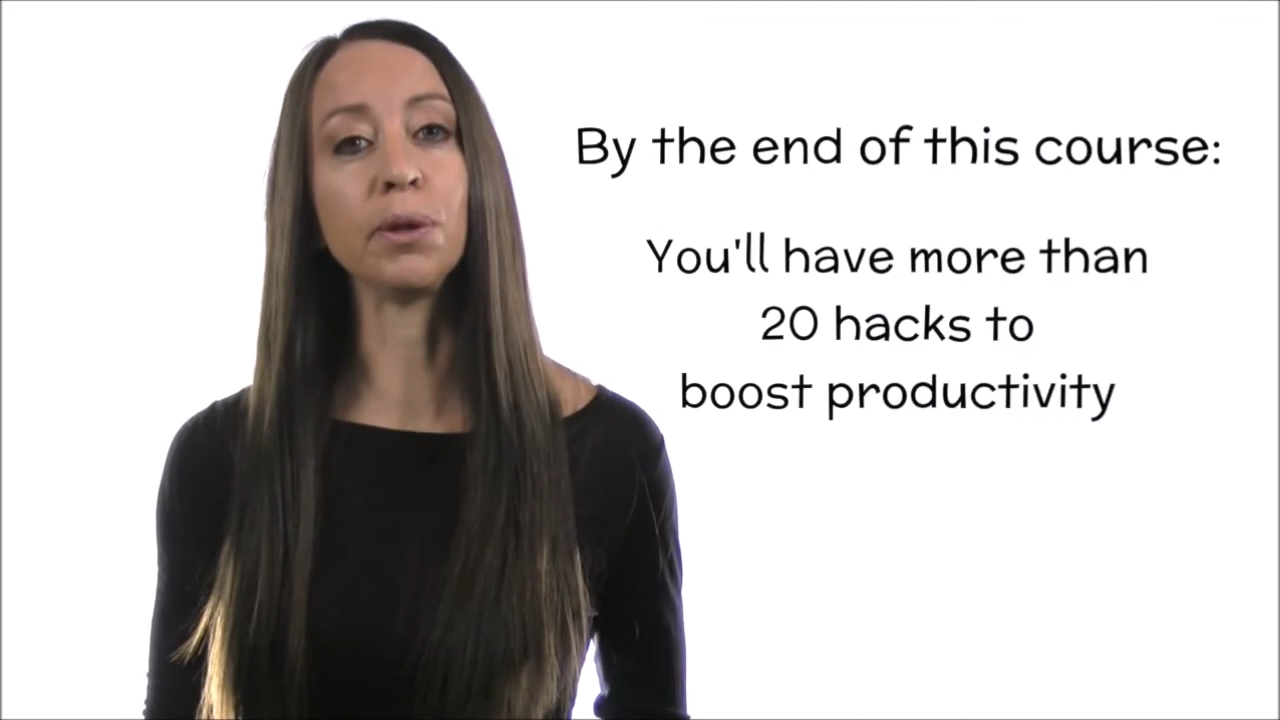 By the end of this course:
You'll have more than
20 hacks to
boost productivity